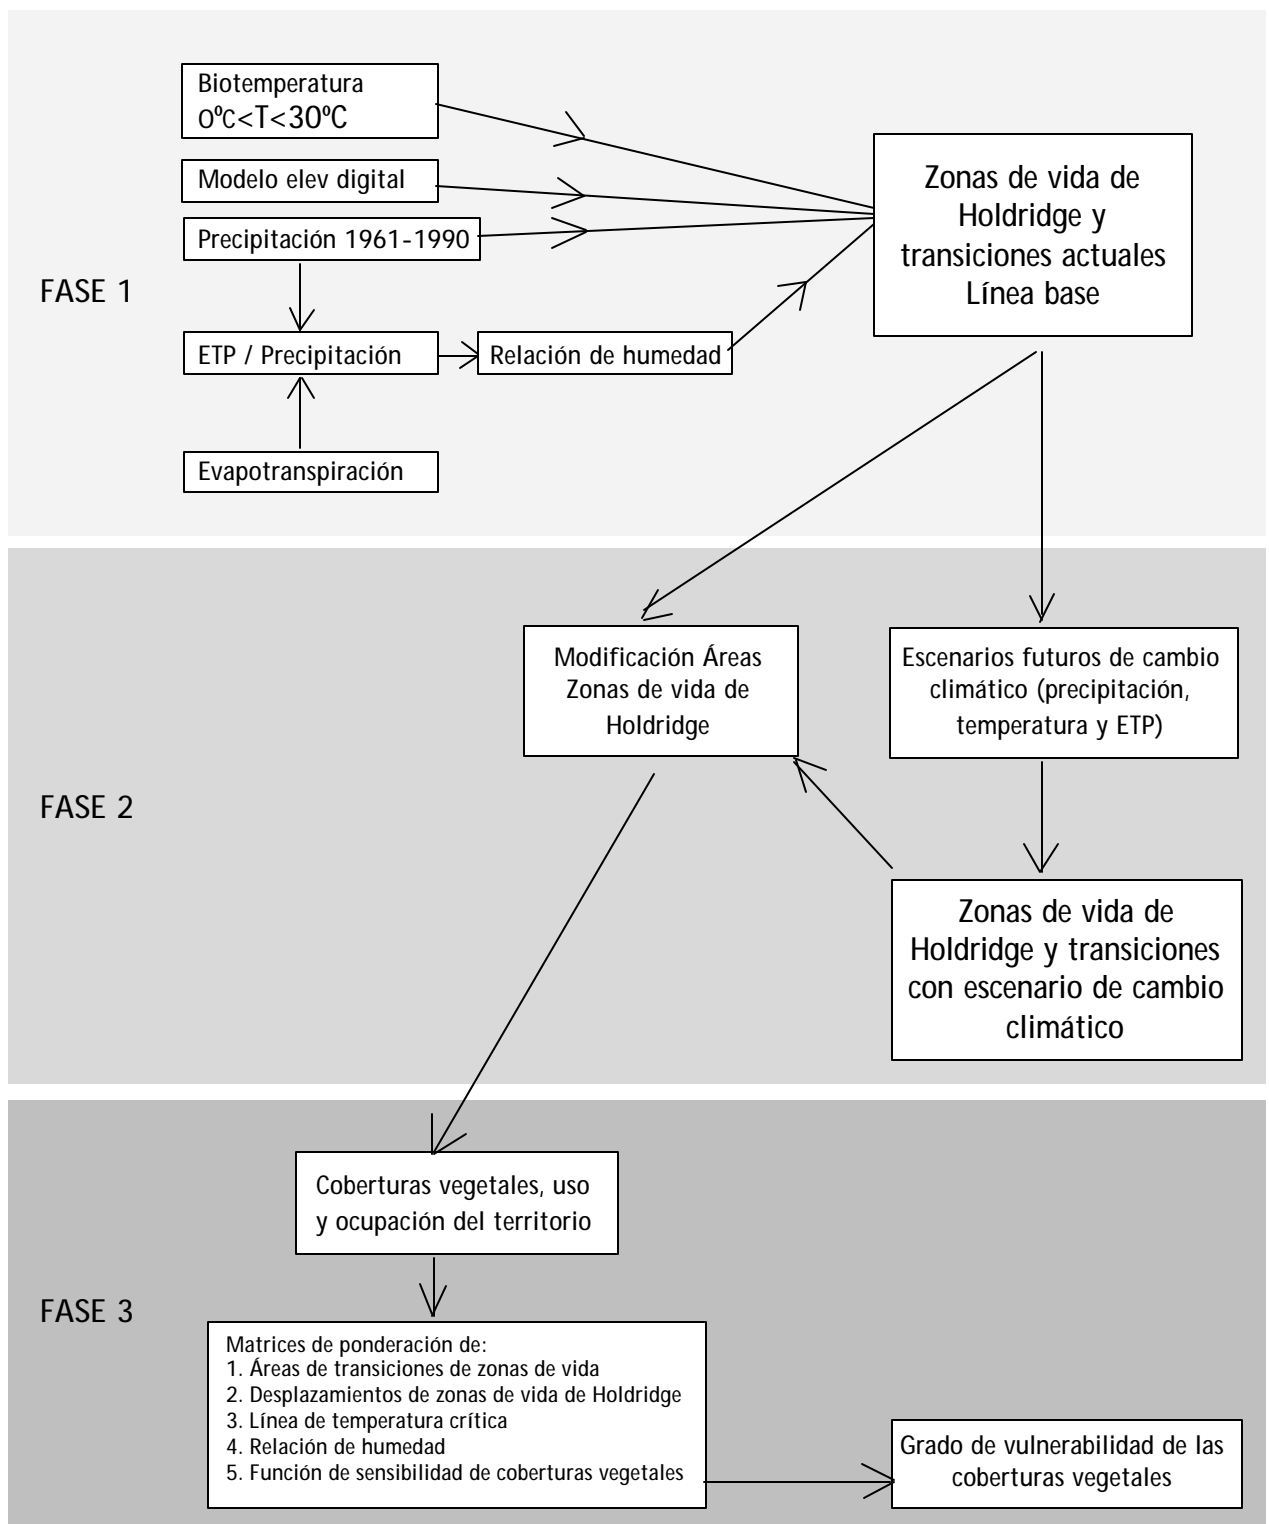 FASE 1
Biotemperatura
0ºC<T<30ºC
Modelo elev digital
Precipitación 1961-1990
ETP / Precipitación
Relación de humedad
Evapotranspiración
Zonas de vida de
Holdridge y
transiciones actuales
Línea base
FASE 2
Modificación Áreas
Zonas de vida de
Holdridge
Escenarios futuros de cambio
climático (precipitación,
temperatura y ETP)
Zonas de vida de
Holdridge y transiciones
con escenario de cambio
climático
FASE 3
Coberturas vegetales, uso
y ocupación del territorio
Matrices de ponderación de:
1. Áreas de transiciones de zonas de vida
2. Desplazamientos de zonas de vida de Holdridge
3. Línea de temperatura crítica
4. Relación de humedad
5. Función de sensibilidad de coberturas vegetales
Grado de vulnerabilidad de las
coberturas vegetales